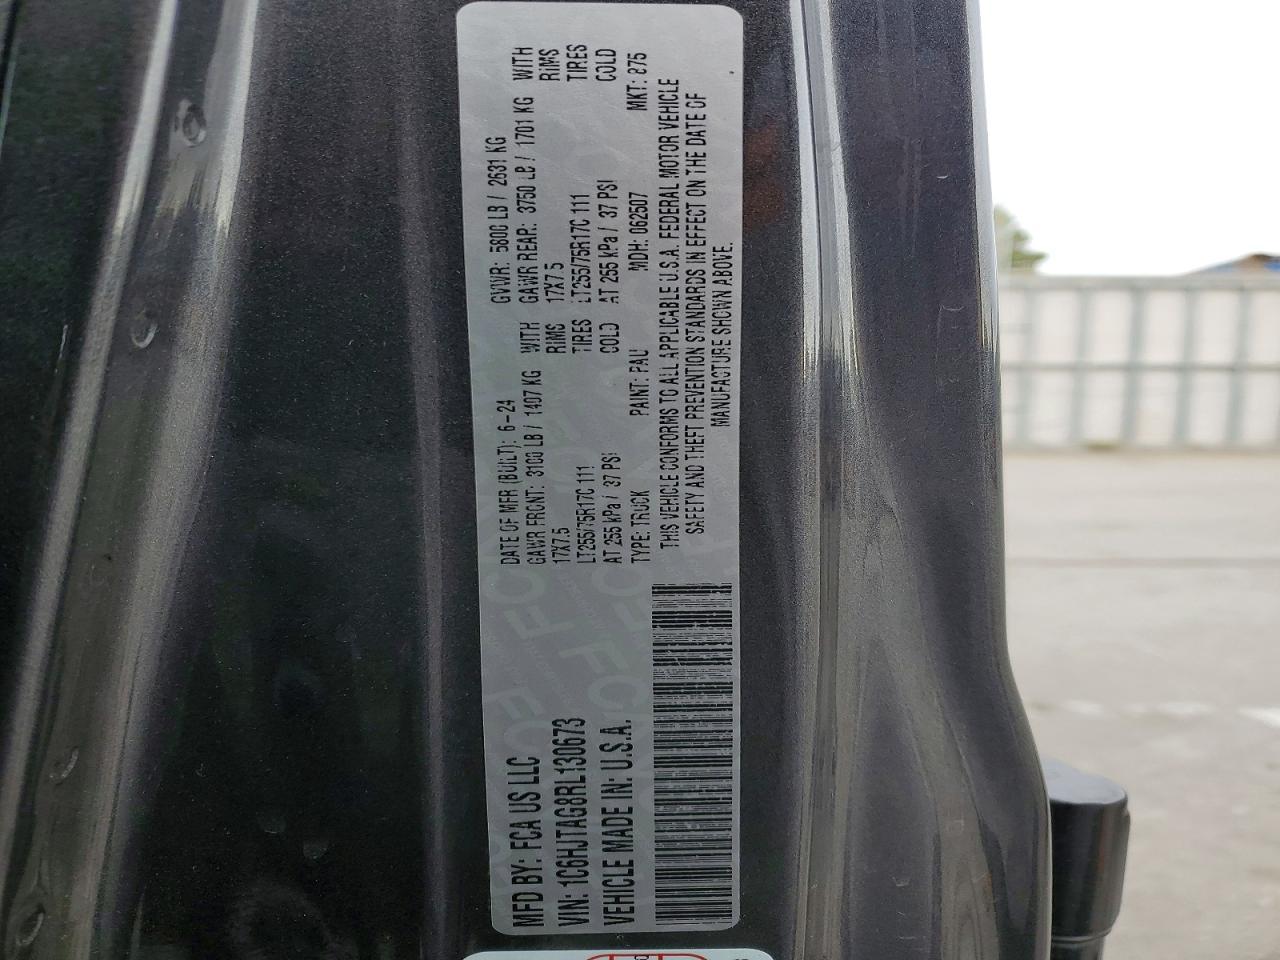 MFD BY: FCA US LLC
DATE OF MFR (BUILT): 6-24
GVWR: 5800 LB / 2631 KG
GAWR FRONT: 3100 LB / 1407 KG WITH
GAWR REAR: 3750 LB / 1701 KG WITH
17X7.5 RIMS
17X7.5 RIMS
LT255/75R17C 111 TIRES
LT255/75R17C 111 TIRES
AT 255 kPa / 37 PSI COLD
AT 255 kPa / 37 PSI COLD
VIN: 1C6HJTAG8RL130673
TYPE: TRUCK PAINT: PAU MDH: 062507 MKT: 875
VEHICLE MADE IN: U.S.A.
THIS VEHICLE CONFORMS TO ALL APPLICABLE U.S.A. FEDERAL MOTOR VEHICLE
SAFETY AND THEFT PREVENTION STANDARDS IN EFFECT ON THE DATE OF
MANUFACTURE SHOWN ABOVE.